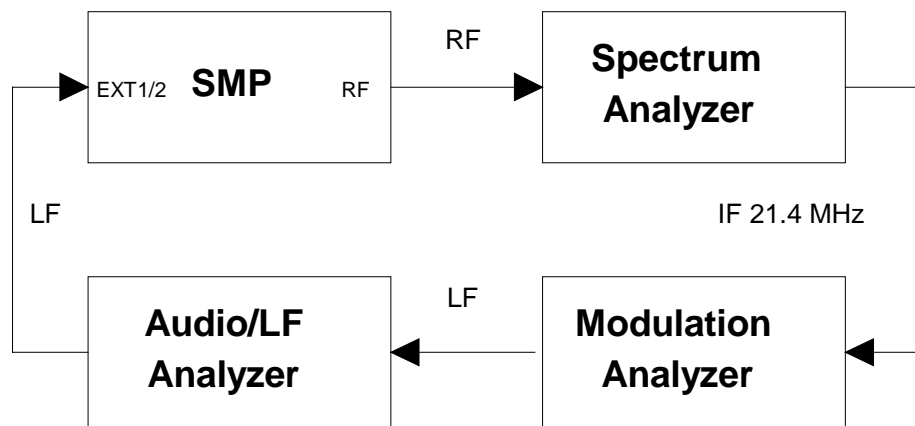 RF
EXT1/2 SMP RF
Spectrum
Analyzer
LF
IF 21.4 MHz
Audio/LF
Analyzer
LF
Modulation
Analyzer